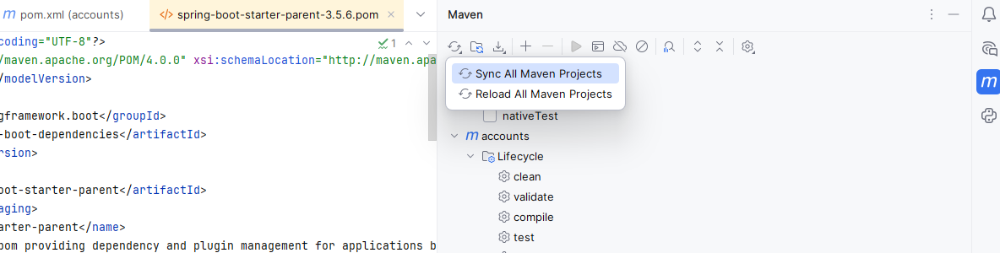 m pom.xml (accounts)
</> spring-boot-starter-parent-3.5.6.pom
Maven
coding="UTF-8"?>
1
/maven.apache.org/POM/4.0.0" xsi:schemaLocation="http://maven.apa
/modelVersion>
gframework.boot</groupId>
-boot-dependencies</artifactId>
rsion>
oot-starter-parent</artifactId>
aging>
arter-parent</name>
pom providing dependency and plugin management for applications b
Sync All Maven Projects
Reload All Maven Projects
nativeTest
m accounts
Lifecycle
clean
validate
compile
test
m